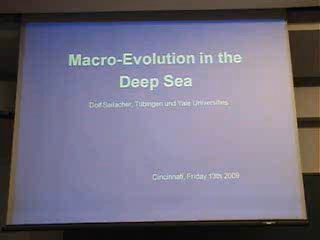 Macro-Evolution in the
Deep Sea
Dolf Seilacher, Tübingen und Yale Universities
Cincinnati, Friday 13th 2009